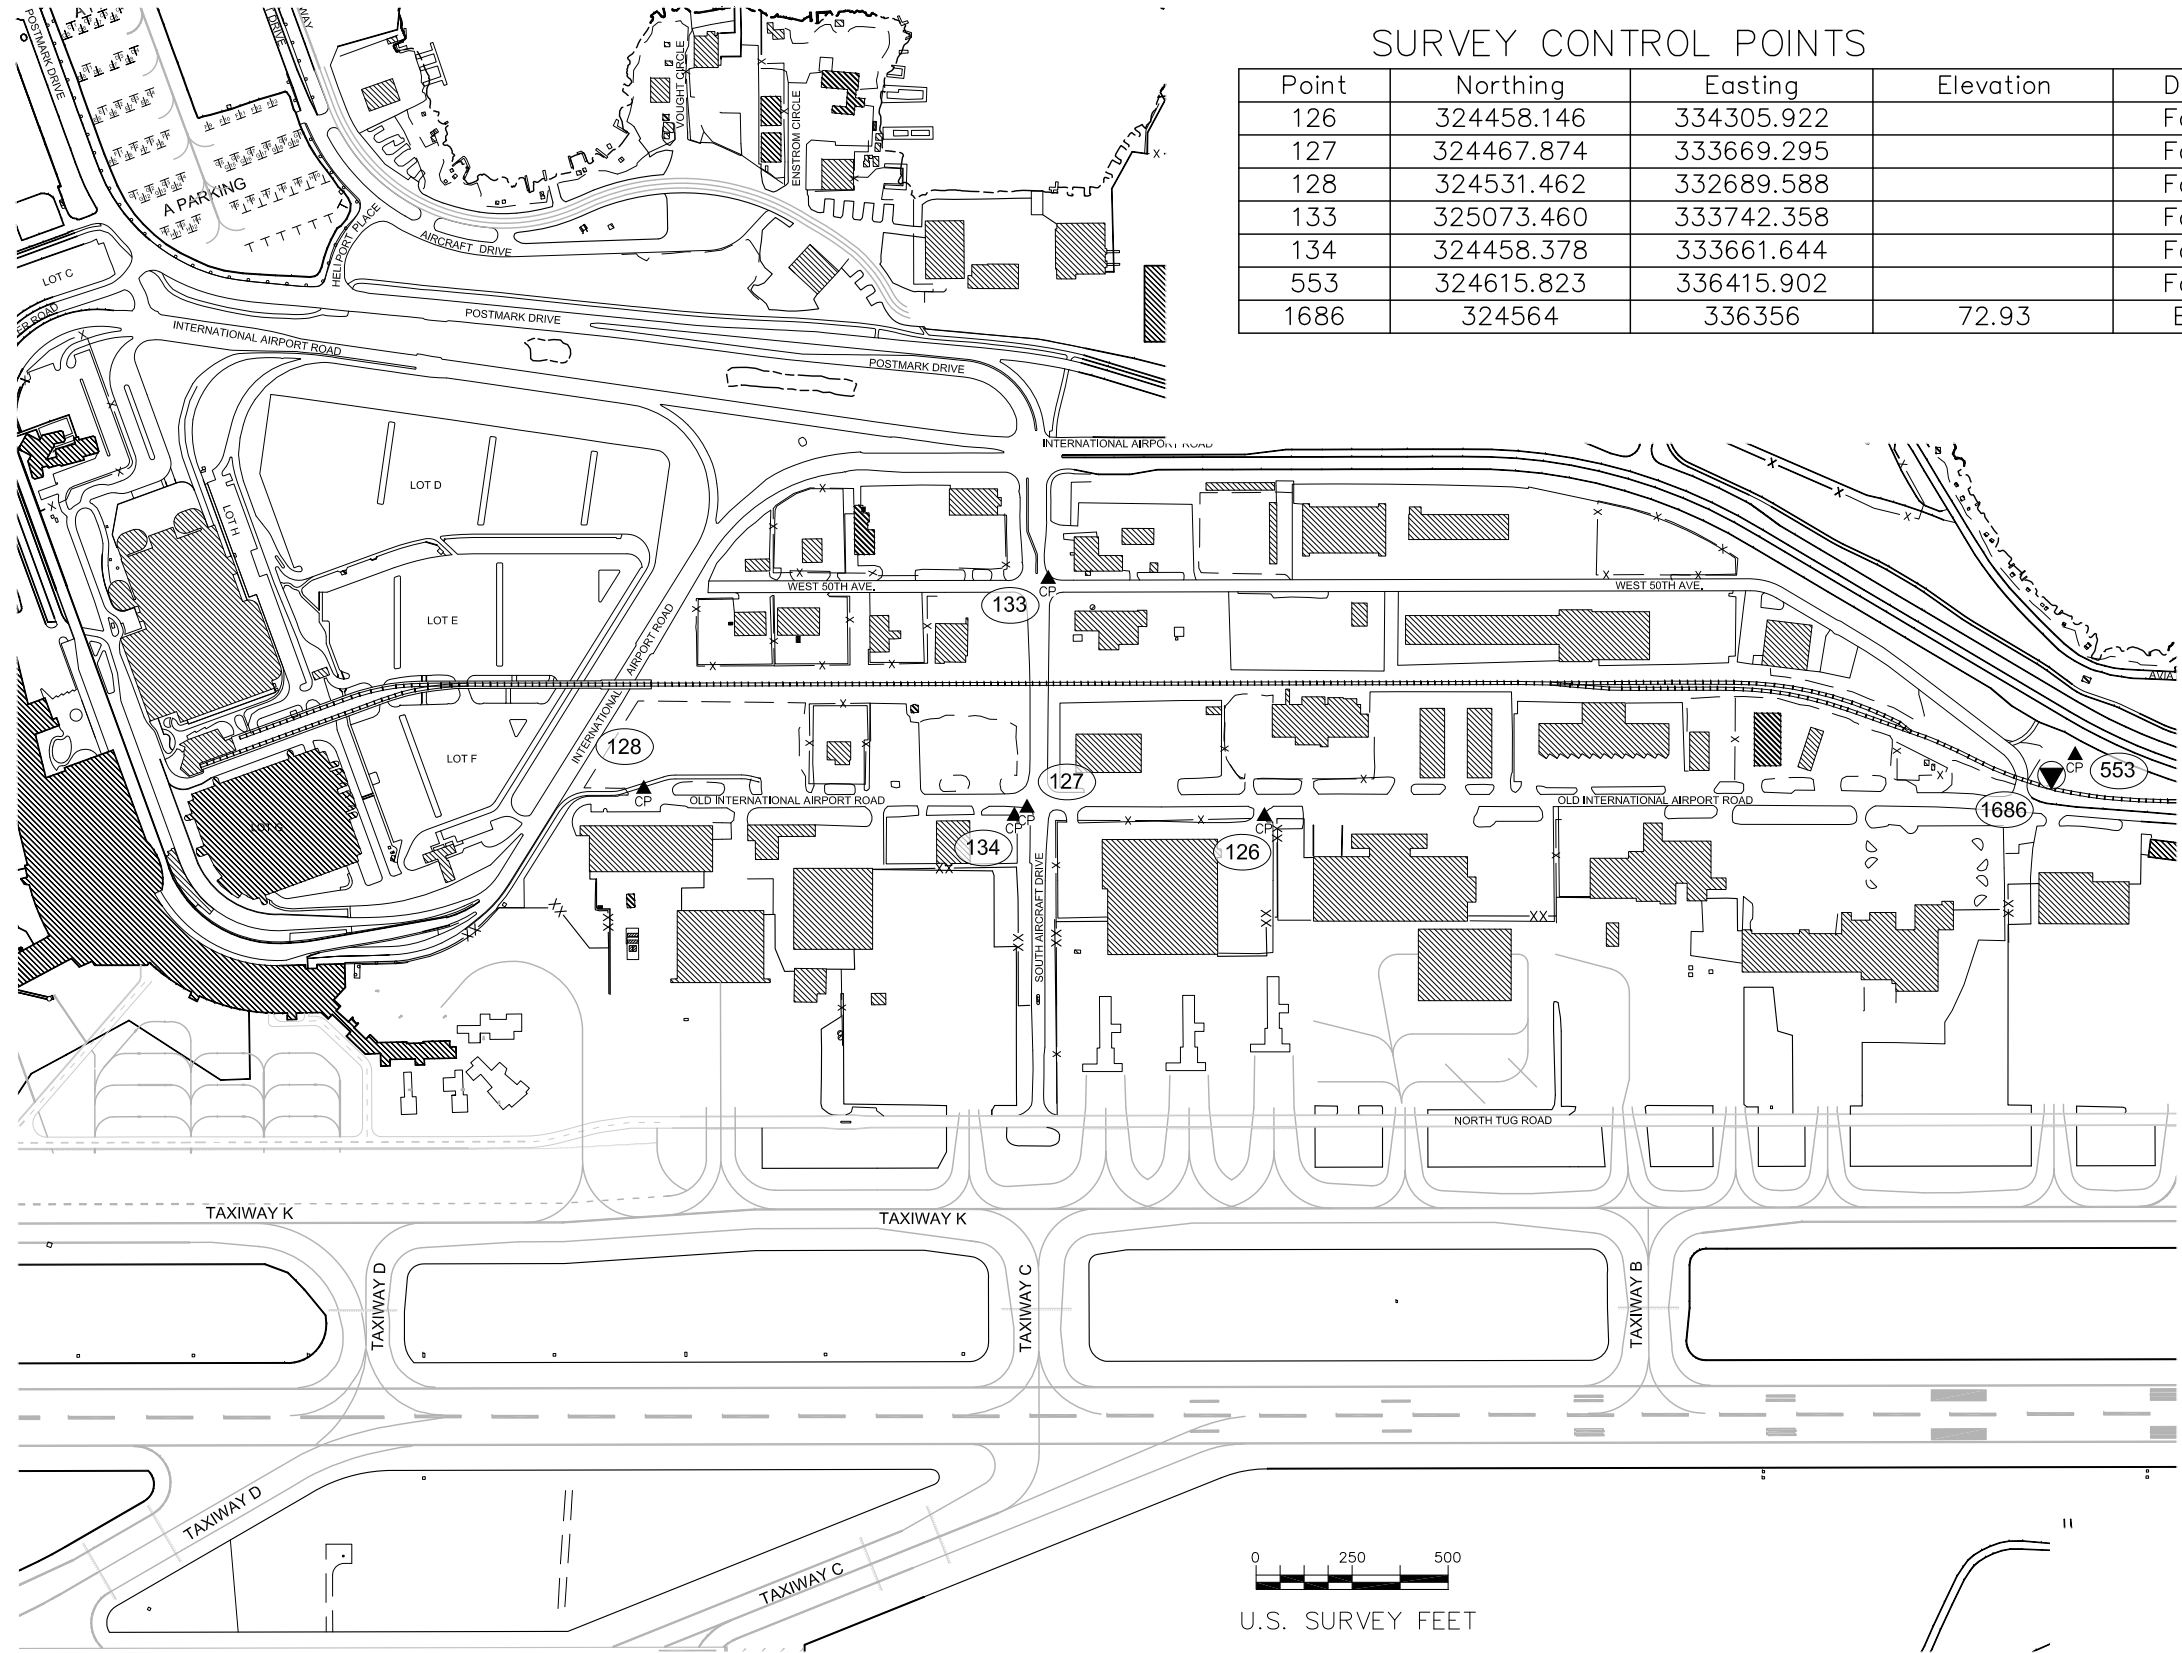 SURVEY CONTROL POINTS
Point Northing Easting Elevation
126 324458.146 334305.922
127 324467.874 333669.295
128 324531.462 332689.588
133 325073.460 333742.358
134 324458.378 333661.644
553 324615.823 336415.902
1686 324564 336356 72.93
POSTMARK DRIVE
DRIVE
VOUGHT CIRCLE
ENSTROM CIRCLE
A PARKING
HELIPORT PLACE
AIRCRAFT DRIVE
LOT C
ROAD
POSTMARK DRIVE
INTERNATIONAL AIRPORT ROAD
POSTMARK DRIVE
INTERNATIONAL AIRPORT ROAD
LOT D
LOT H
WEST 50TH AVE.
WEST 50TH AVE.
CP
133
LOT E
INTERNATIONAL AIRPORT ROAD
AVIA
128
LOT F
127
CP
553
CP
OLD INTERNATIONAL AIRPORT ROAD
OLD INTERNATIONAL AIRPORT ROAD
1686
CP
CP
CP
LOT G
134
126
SOUTH AIRCRAFT DRIVE
NORTH TUG ROAD
TAXIWAY K
TAXIWAY K
TAXIWAY D
TAXIWAY C
TAXIWAY B
TAXIWAY D
TAXIWAY C
0 250 500
U.S. SURVEY FEET